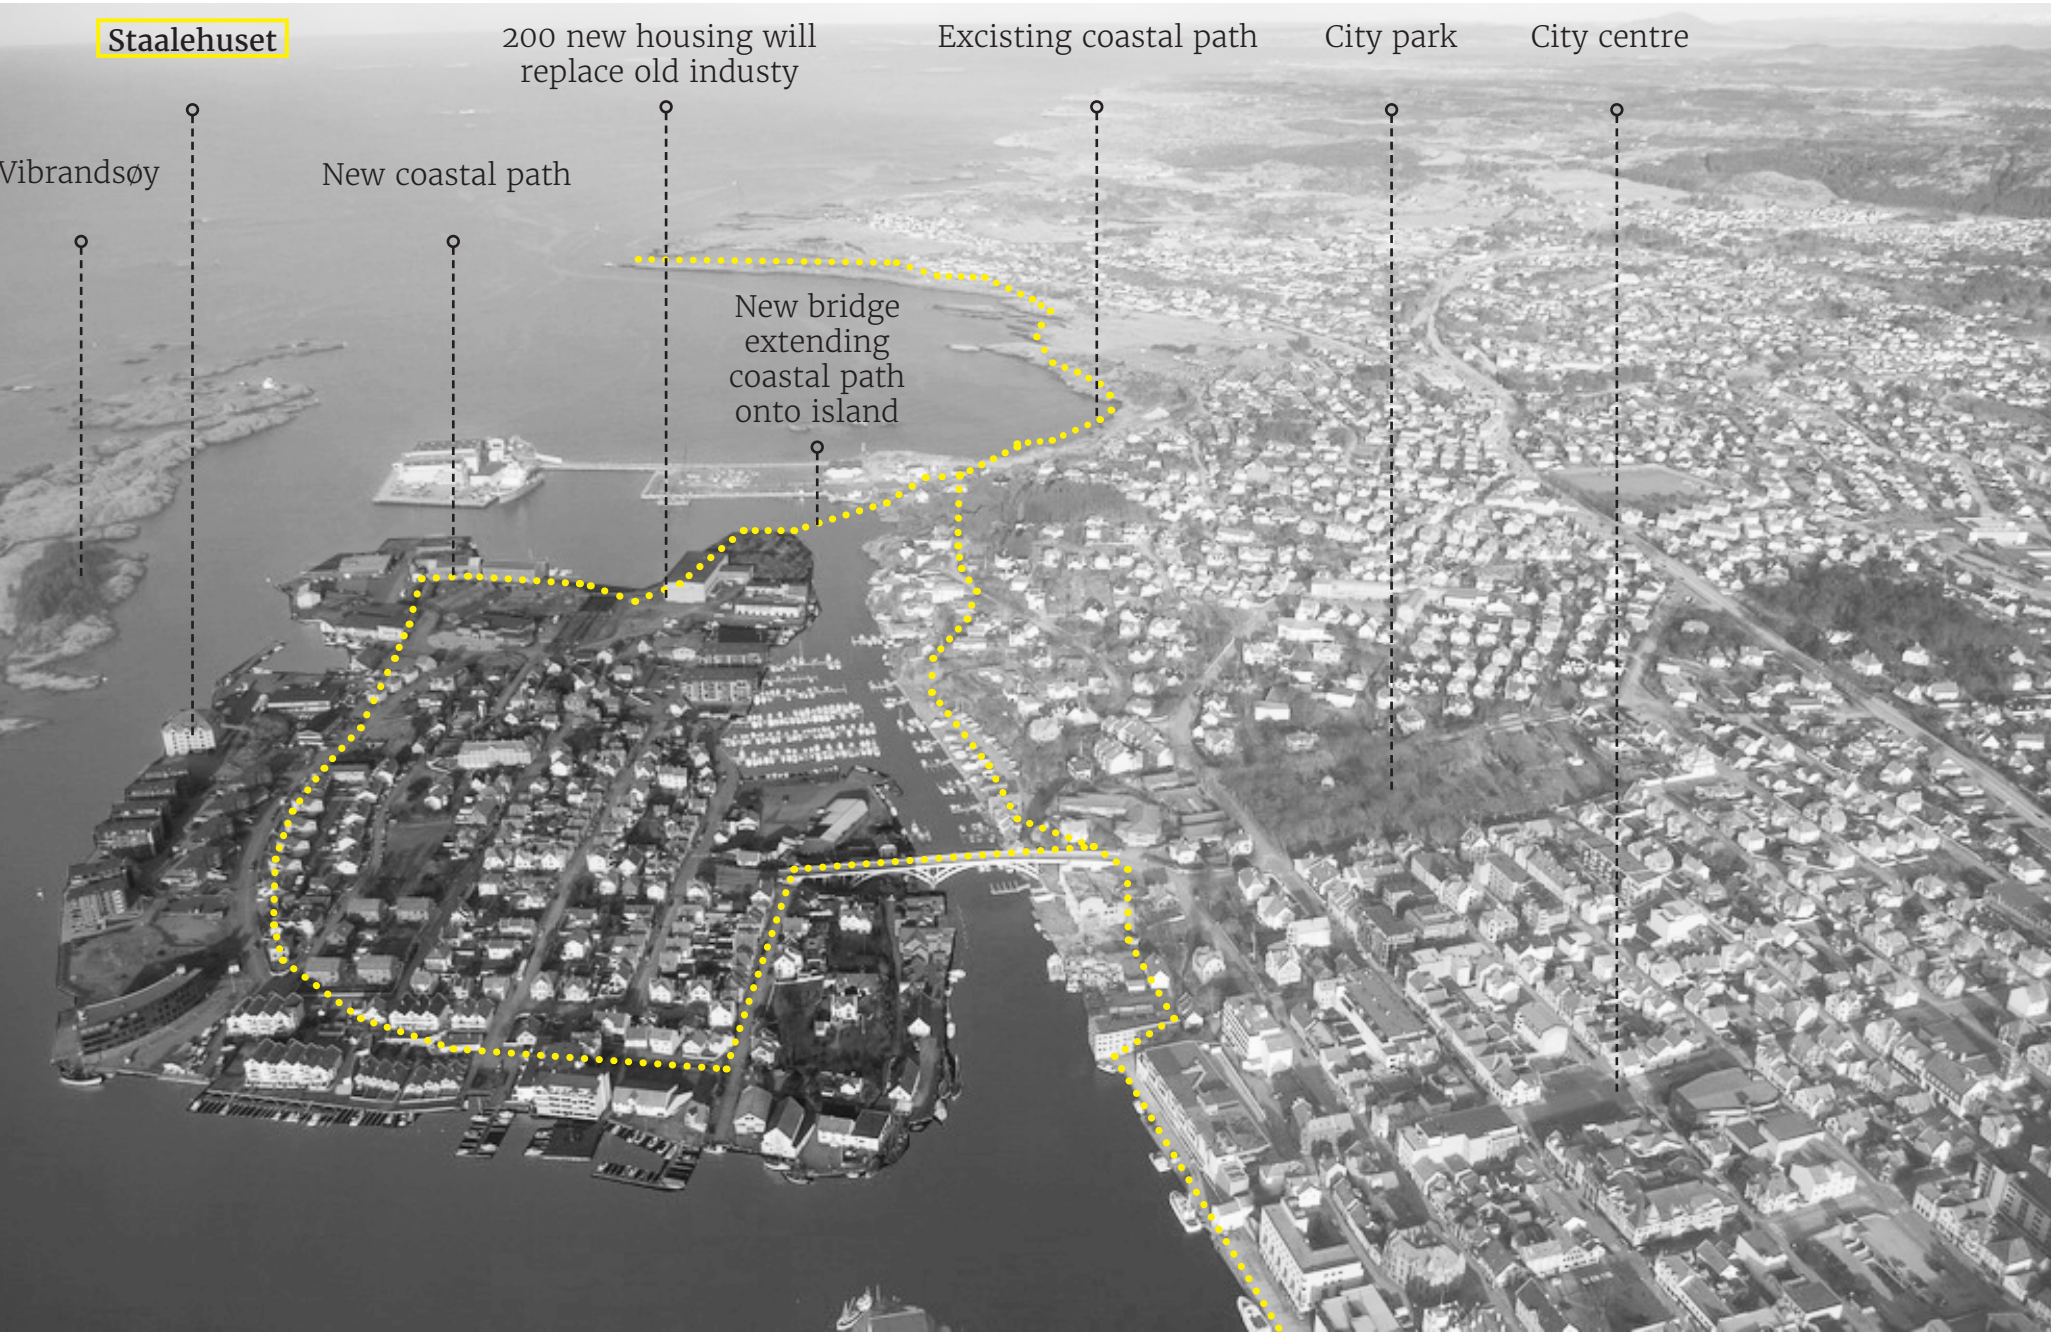 Staalehuset
200 new housing will
replace old industy
Excisting coastal path
City park
City centre
Vibrandsøy
New coastal path
New bridge
extending
coastal path
onto island